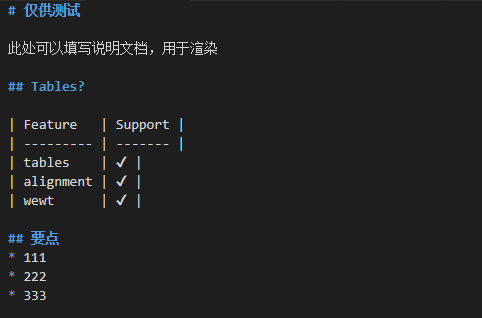 # 仅供测试
此处可以填写说明文档，用于渲染
## Tables?
| Feature   | Support |
| --------- | ------- |
| tables    | ✔ |
| alignment | ✔ |
| wewt      | ✔ |
## 要点
* 111
* 222
* 333